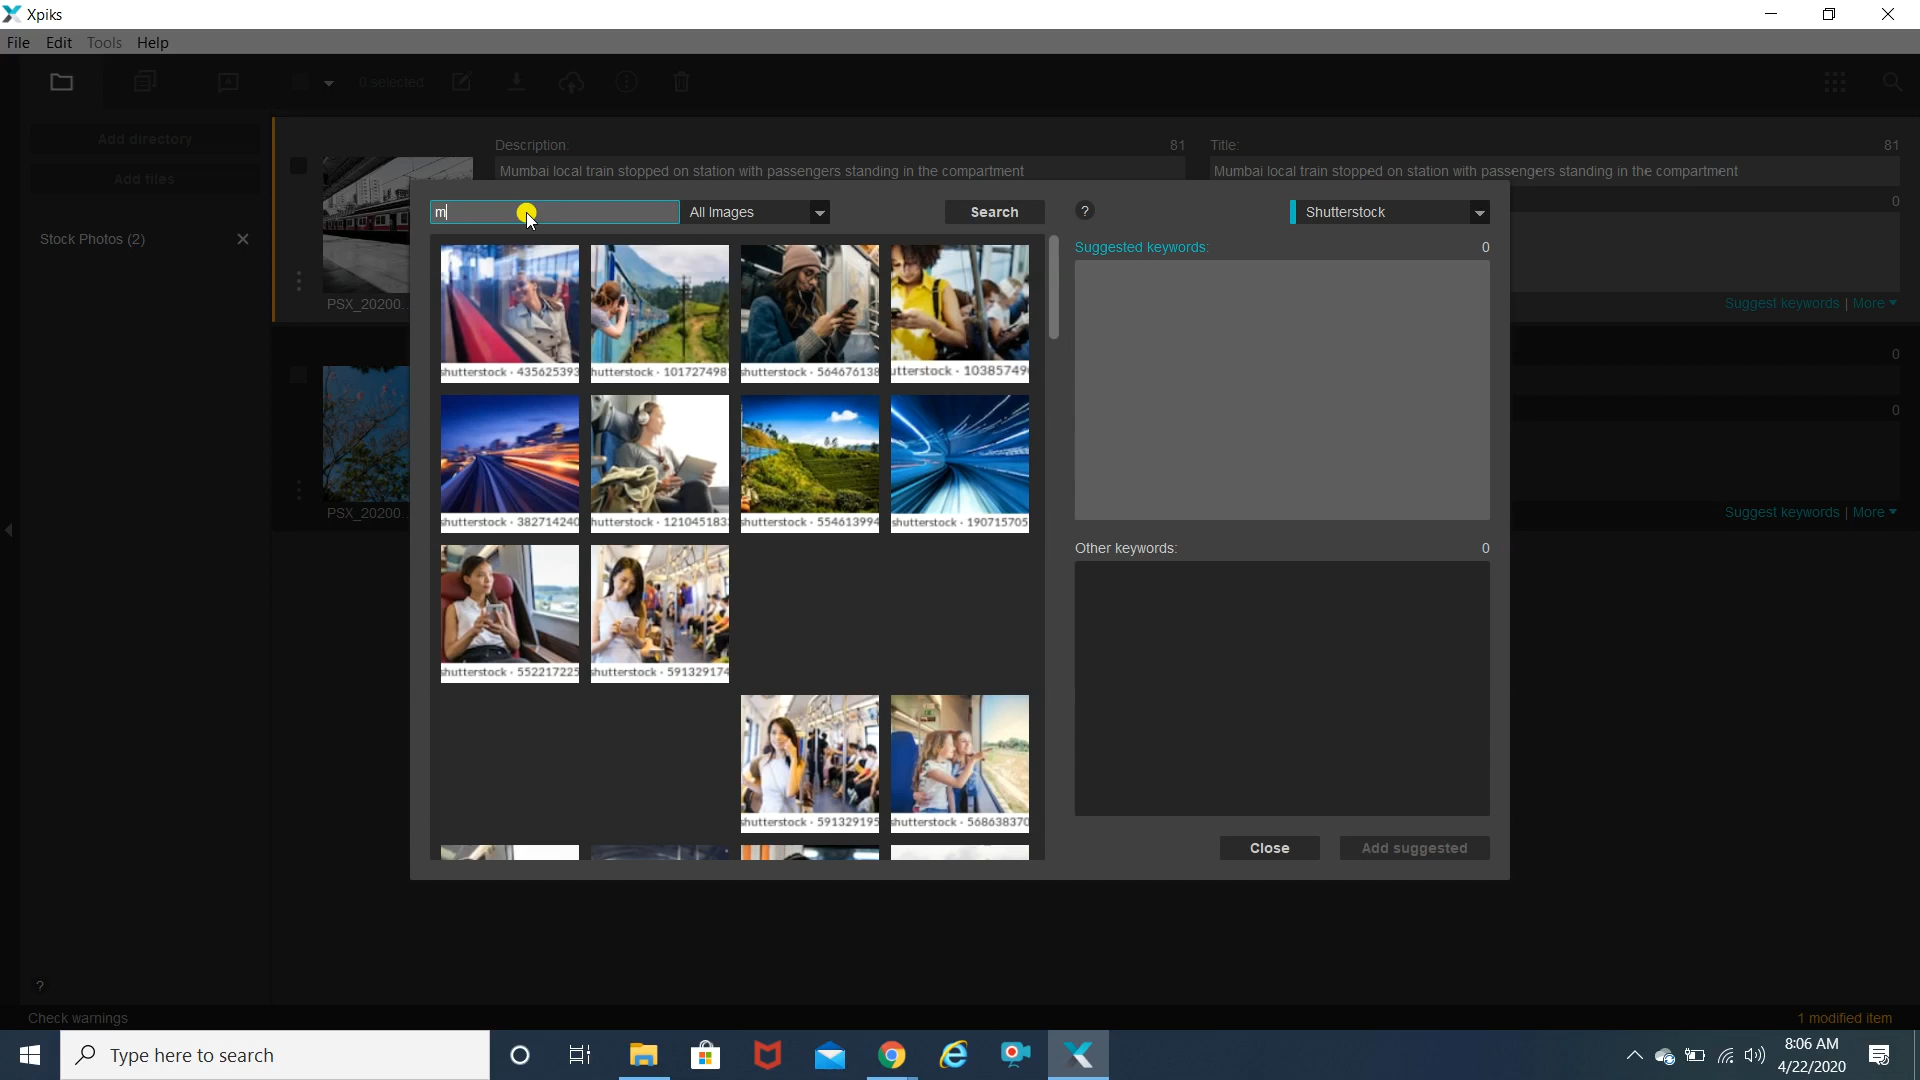 Xpiks
File Edit Tools Help
0 selected
Add directory
Add files
Stock Photos (2)
Description: 81
Title: 81
Mumbai local train stopped on station with passengers standing in the compartment
Mumbai local train stopped on station with passengers standing in the compartment
0
PSX_20200..
Suggest keywords | More
0
0
PSX_20200..
Suggest keywords | More
m
All Images
Search
?
Shutterstock
Suggested keywords: 0
shutterstock · 435625393
hutterstock · 101727498
shutterstock · 564676138
utterstock · 103857490
shutterstock · 382714240
hutterstock · 121045183
shutterstock · 554613994
shutterstock · 190715705
shutterstock · 552217225
shutterstock · 591329174
shutterstock · 591329195
shutterstock · 568638370
Other keywords: 0
Close
Add suggested
?
Check warnings
1 modified item
Type here to search
8:06 AM
4/22/2020